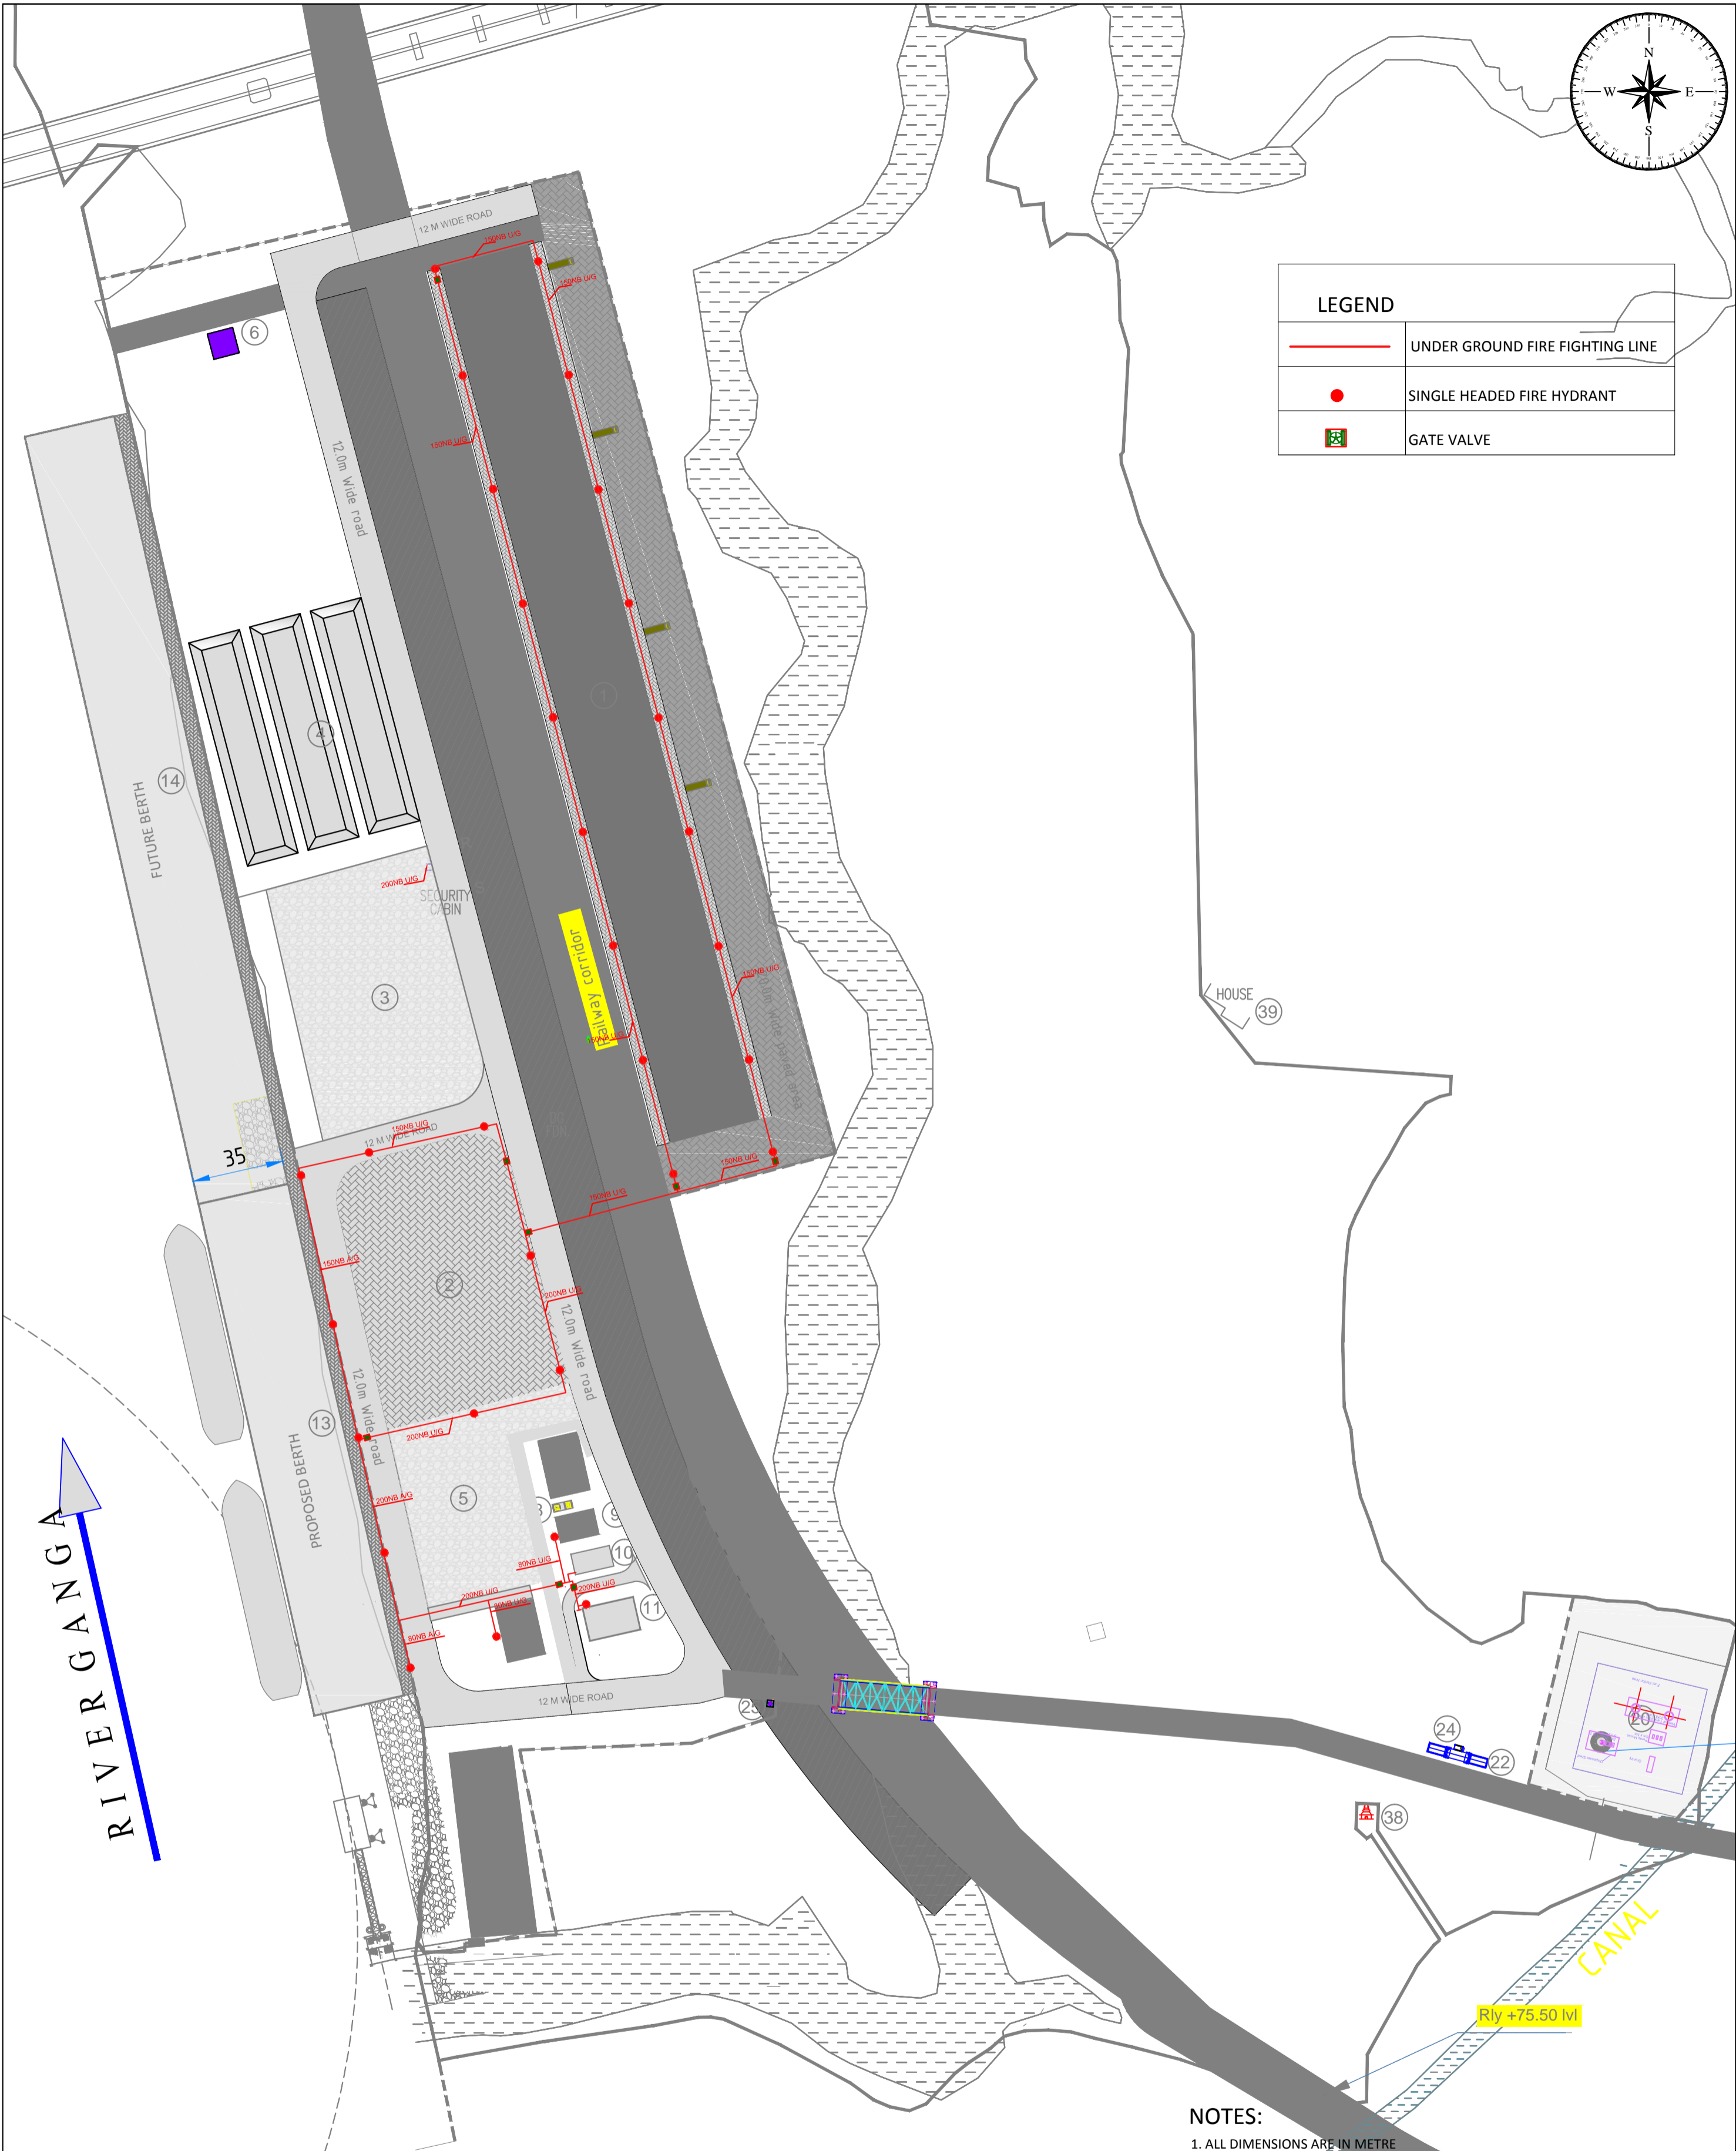 N
W
E
S
12 M WIDE ROAD
150NB U/G
150NB U/G
LEGEND
UNDER GROUND FIRE FIGHTING LINE
SINGLE HEADED FIRE HYDRANT
GATE VALVE
6
150NB U/G
12.0m Wide road
1
4
14
FUTURE BERTH
200NB U/G
SECURITY
CABIN
Railway corridor
3
150NB U/G
150NB U/G
HOUSE
39
150NB U/G
12 M WIDE ROAD
35
150NB U/G
150NB U/G
150NB A/G
2
200NB U/G
12.0m Wide road
12.0m Wide road
13
200NB U/G
PROPOSED BERTH
5
200NB A/G
8
9
10
80NB U/G
200NB U/G
200NB U/G
80NB U/G
11
80NB A/G
12 M WIDE ROAD
RIVER GANGA
20
24
22
38
CANAL
Rly +75.50 lvl
NOTES:
1. ALL DIMENSIONS ARE IN METRE